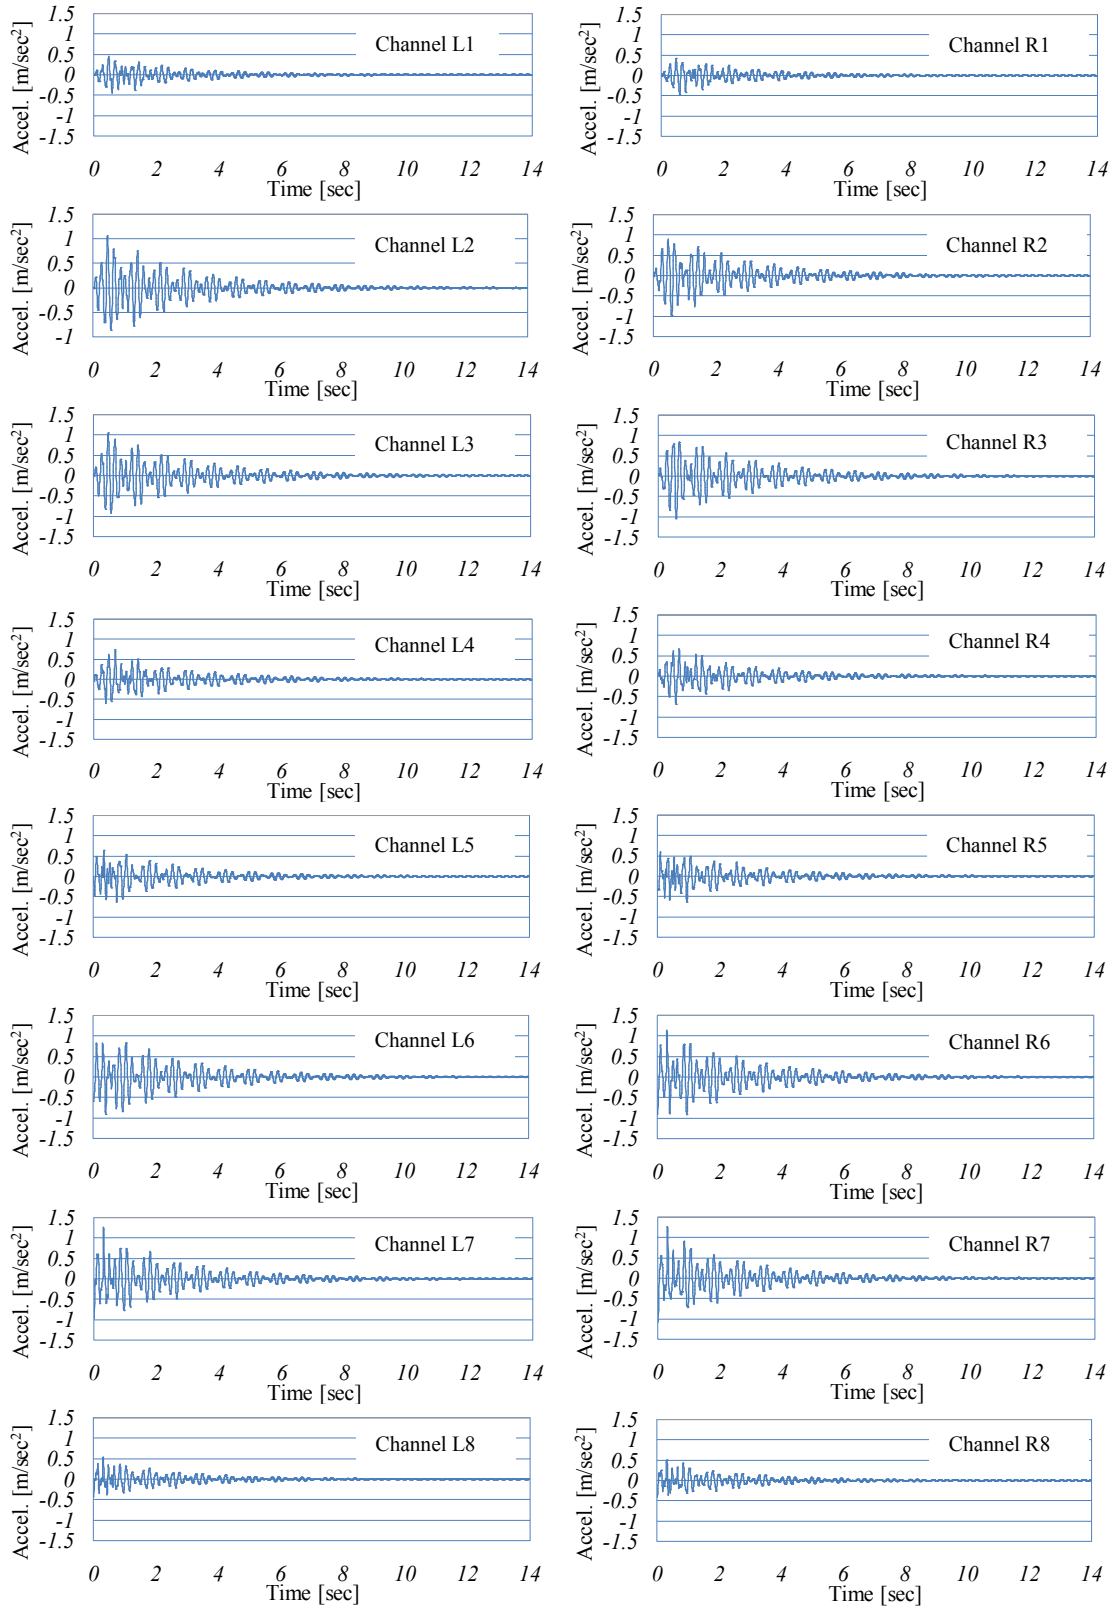 Accel. [m/sec²]
1.5
1
0.5
0
-0.5
-1
-1.5
Channel L1
0 2 4 6 8 10 12 14
Time [sec]
Accel. [m/sec²]
1.5
1
0.5
0
-0.5
-1
-1.5
Channel R1
0 2 4 6 8 10 12 14
Time [sec]
Accel. [m/sec²]
1.5
1
0.5
0
-0.5
-1
Channel L2
0 2 4 6 8 10 12 14
Time [sec]
Accel. [m/sec²]
1.5
1
0.5
0
-0.5
-1
-1.5
Channel R2
0 2 4 6 8 10 12 14
Time [sec]
Accel. [m/sec²]
1.5
1
0.5
0
-0.5
-1
-1.5
Channel L3
0 2 4 6 8 10 12 14
Time [sec]
Accel. [m/sec²]
1.5
1
0.5
0
-0.5
-1
-1.5
Channel R3
0 2 4 6 8 10 12 14
Time [sec]
Accel. [m/sec²]
1.5
1
0.5
0
-0.5
-1
-1.5
Channel L4
0 2 4 6 8 10 12 14
Time [sec]
Accel. [m/sec²]
1.5
1
0.5
0
-0.5
-1
-1.5
Channel R4
0 2 4 6 8 10 12 14
Time [sec]
Accel. [m/sec²]
1.5
1
0.5
0
-0.5
-1
-1.5
Channel L5
0 2 4 6 8 10 12 14
Time [sec]
Accel. [m/sec²]
1.5
1
0.5
0
-0.5
-1
-1.5
Channel R5
0 2 4 6 8 10 12 14
Time [sec]
Accel. [m/sec²]
1.5
1
0.5
0
-0.5
-1
-1.5
Channel L6
0 2 4 6 8 10 12 14
Time [sec]
Accel. [m/sec²]
1.5
1
0.5
0
-0.5
-1
-1.5
Channel R6
0 2 4 6 8 10 12 14
Time [sec]
Accel. [m/sec²]
1.5
1
0.5
0
-0.5
-1
-1.5
Channel L7
0 2 4 6 8 10 12 14
Time [sec]
Accel. [m/sec²]
1.5
1
0.5
0
-0.5
-1
-1.5
Channel R7
0 2 4 6 8 10 12 14
Time [sec]
Accel. [m/sec²]
1.5
1
0.5
0
-0.5
-1
-1.5
Channel L8
0 2 4 6 8 10 12 14
Time [sec]
Accel. [m/sec²]
1.5
1
0.5
0
-0.5
-1
-1.5
Channel R8
0 2 4 6 8 10 12 14
Time [sec]